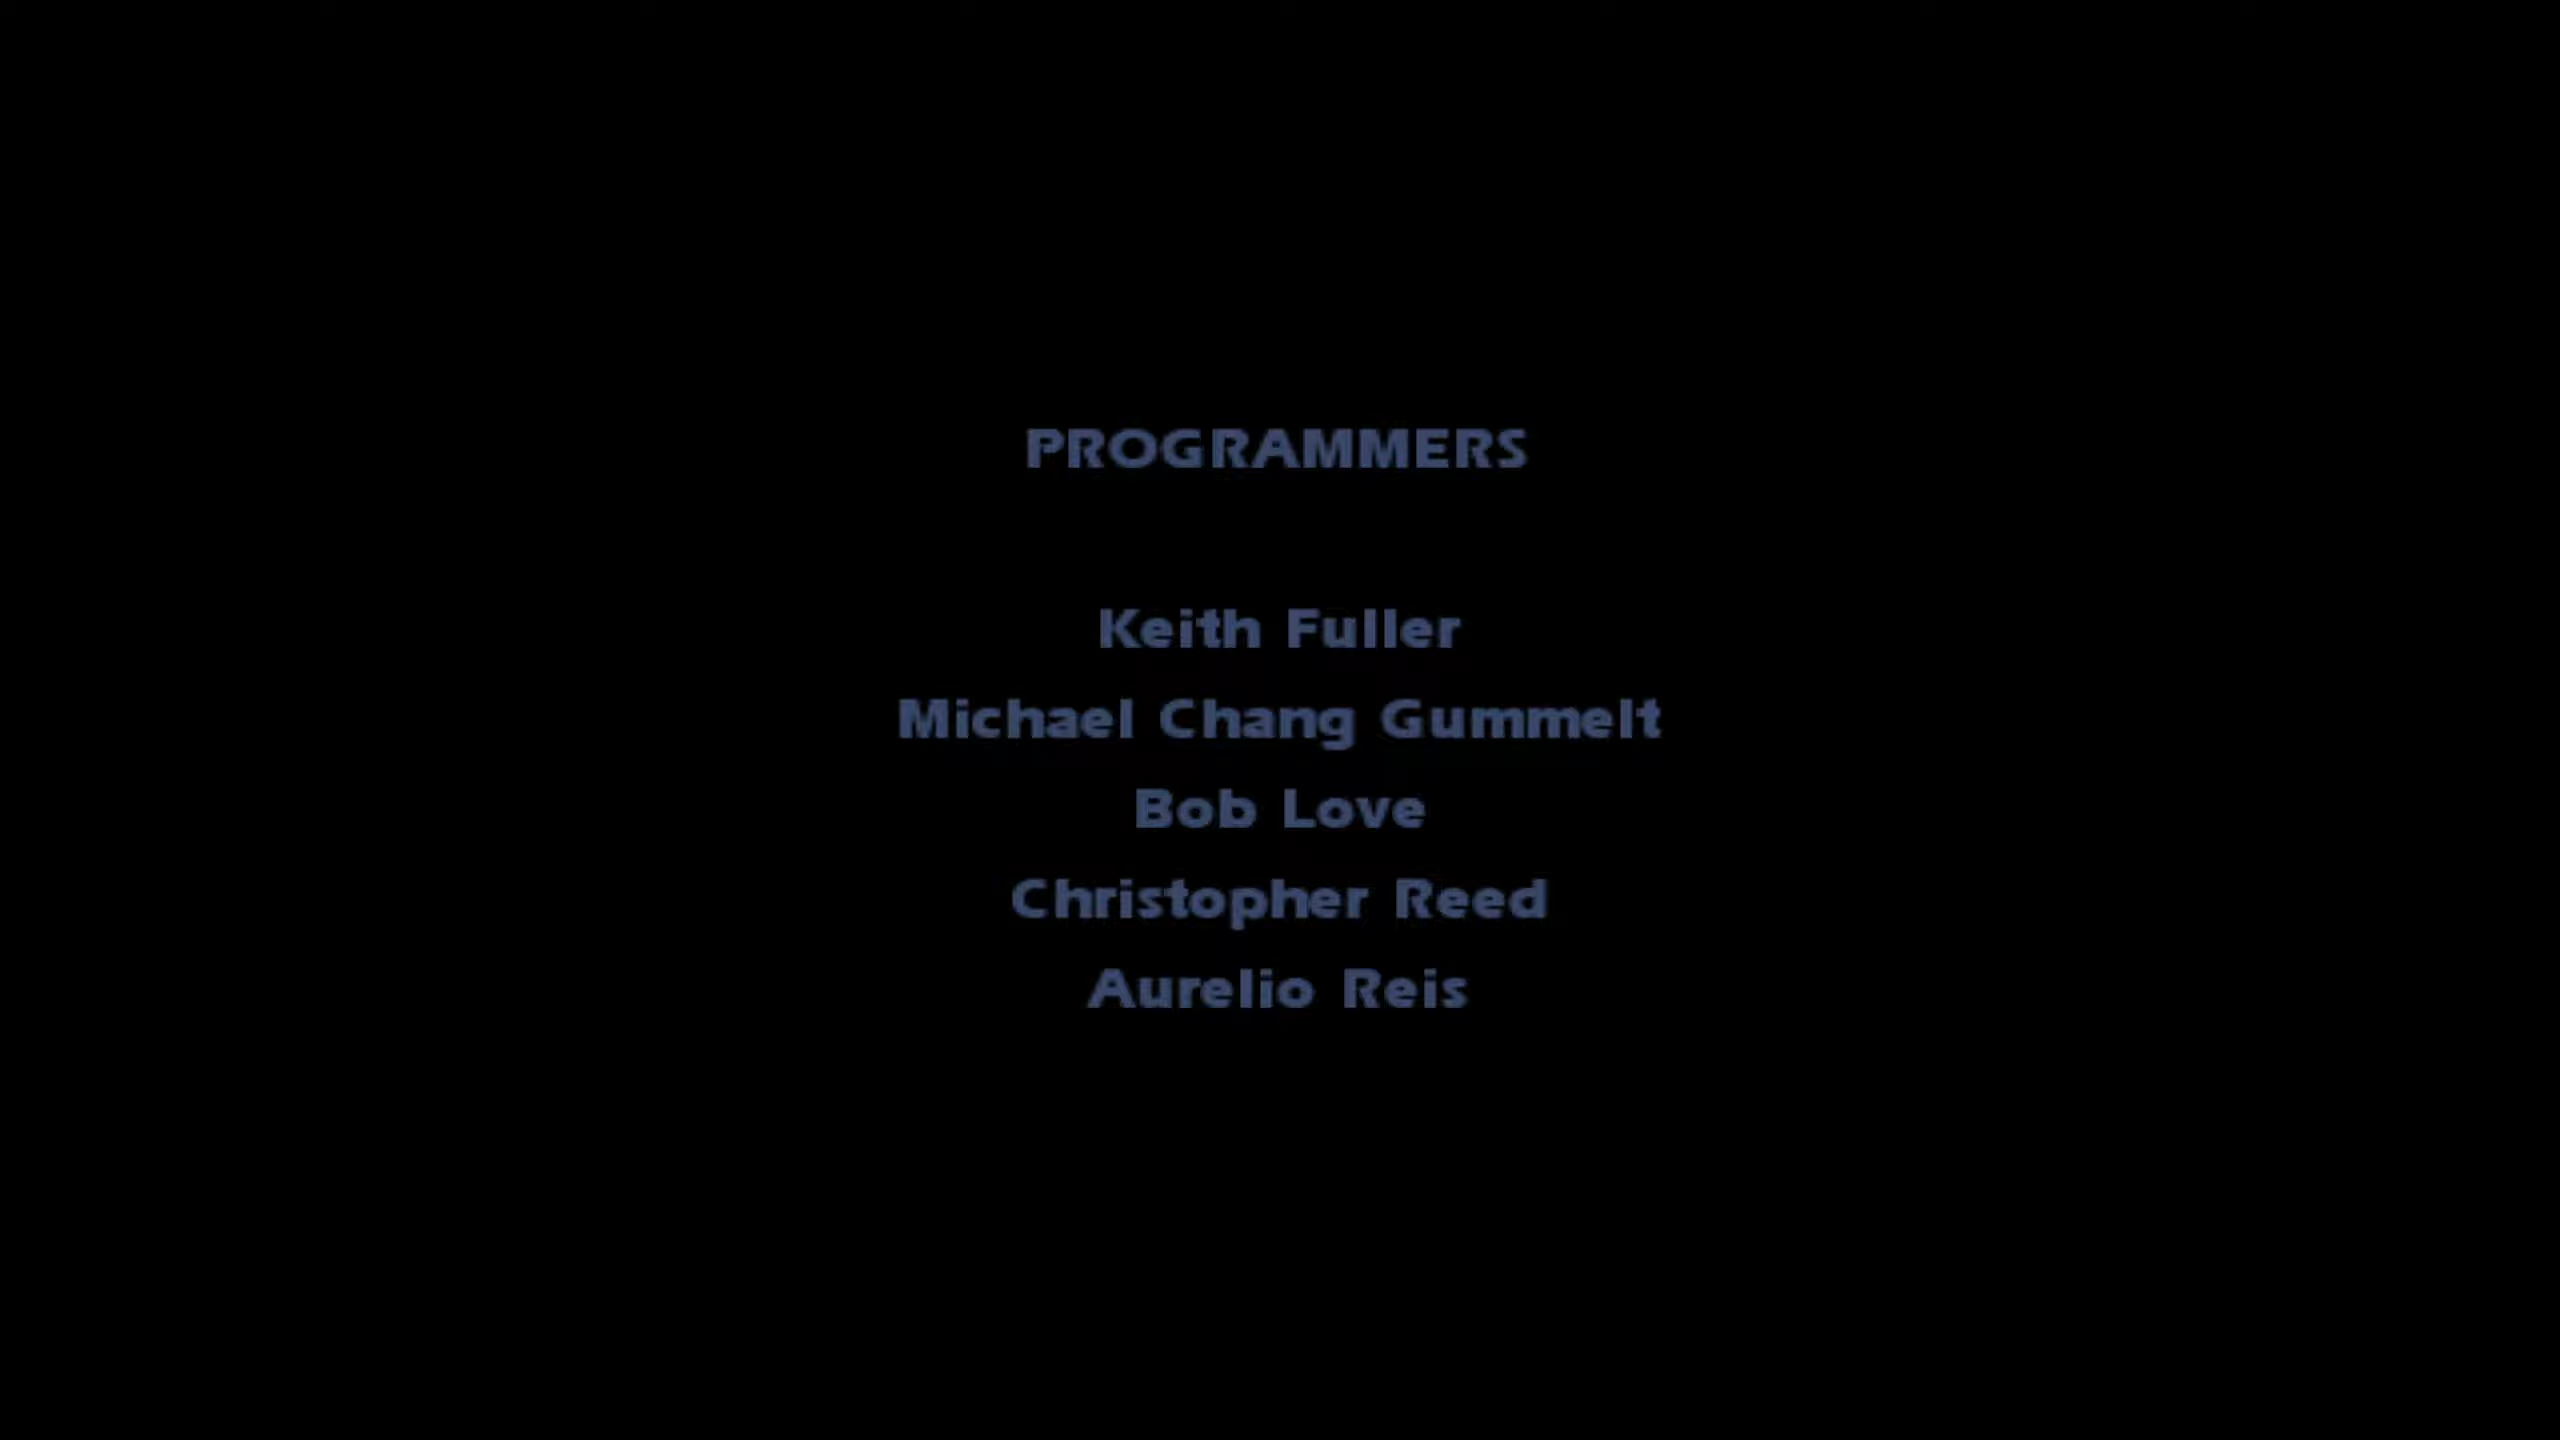 PROGRAMMERS
Keith Fuller
Michael Chang Gummelt
Bob Love
Christopher Reed
Aurelio Reis